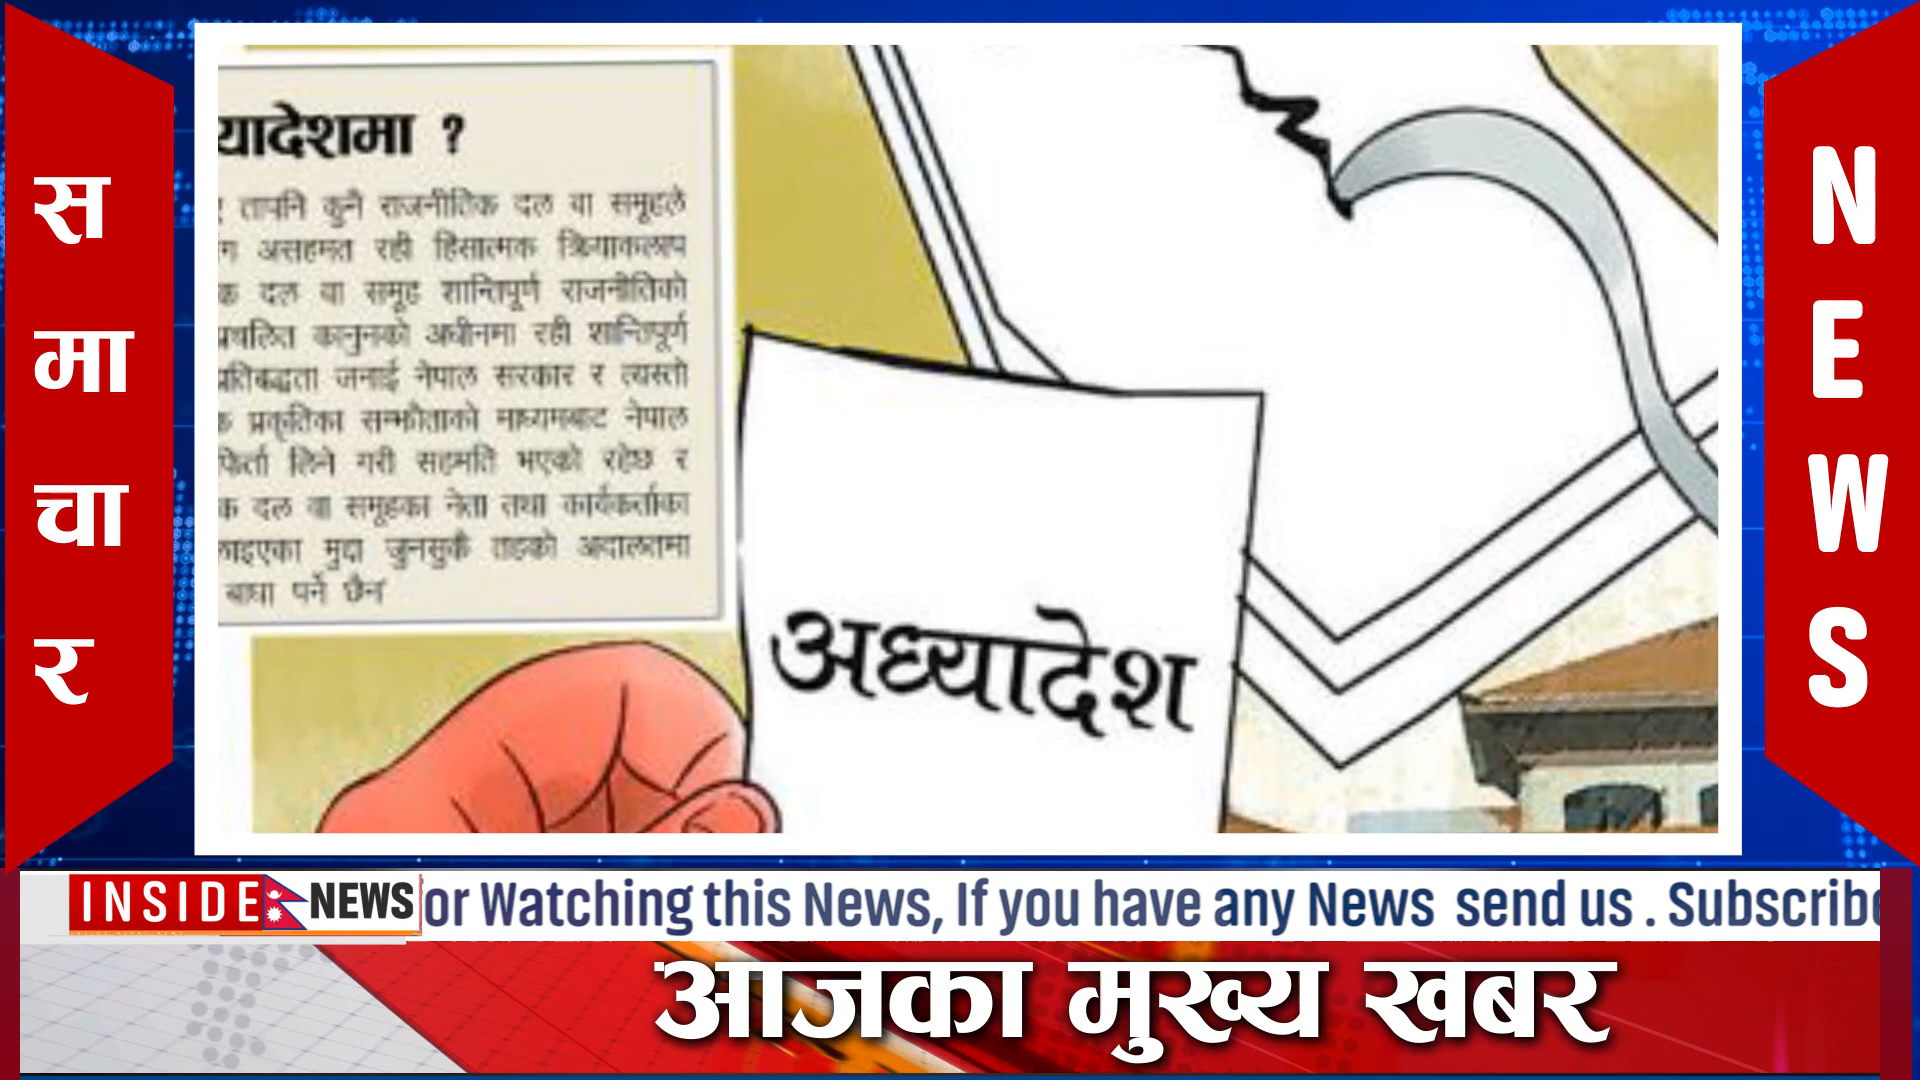 स
मा
चा
र
यादेशमा ?
तापनि कुनै राजनीतिक दल वा समूहले
असहमत रही हिंसात्मक क्रियाकलाप
दल वा समूह शान्तिपूर्ण राजनीतिको
प्रचलित कानुनको अधीनमा रही शान्तिपूर्ण
प्रतिबद्धता जनाई नेपाल सरकार र त्यस्तो
प्रकृतिका सम्झौताको माध्यमबाट नेपाल
फिर्ता लिने गरी सहमति भएको रहेछ र
क दल वा समूहका नेता तथा कार्यकर्ताका
लाइएका मुद्दा जुनसुकै तहको अदालतमा
बाधा पर्ने छैन
अध्यादेश
N
E
W
S
INSIDE NEWS
or Watching this News, If you have any News send us . Subscribe
आजका मुख्य खबर